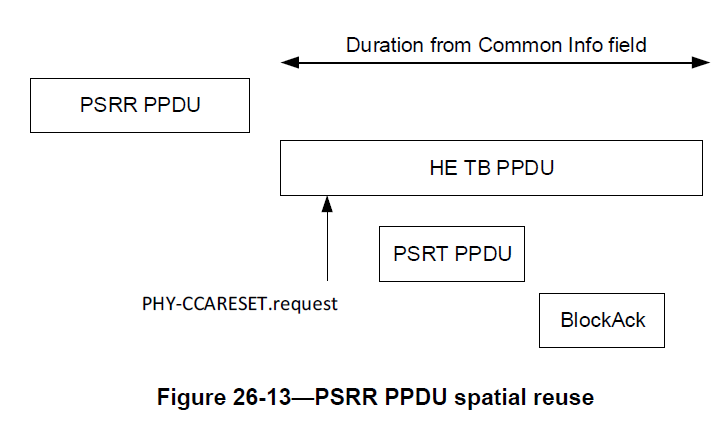 Duration from Common Info field
PSRR PPDU
HE TB PPDU
PSRT PPDU
PHY-CCARESET.request
BlockAck
Figure 26-13—PSRR PPDU spatial reuse